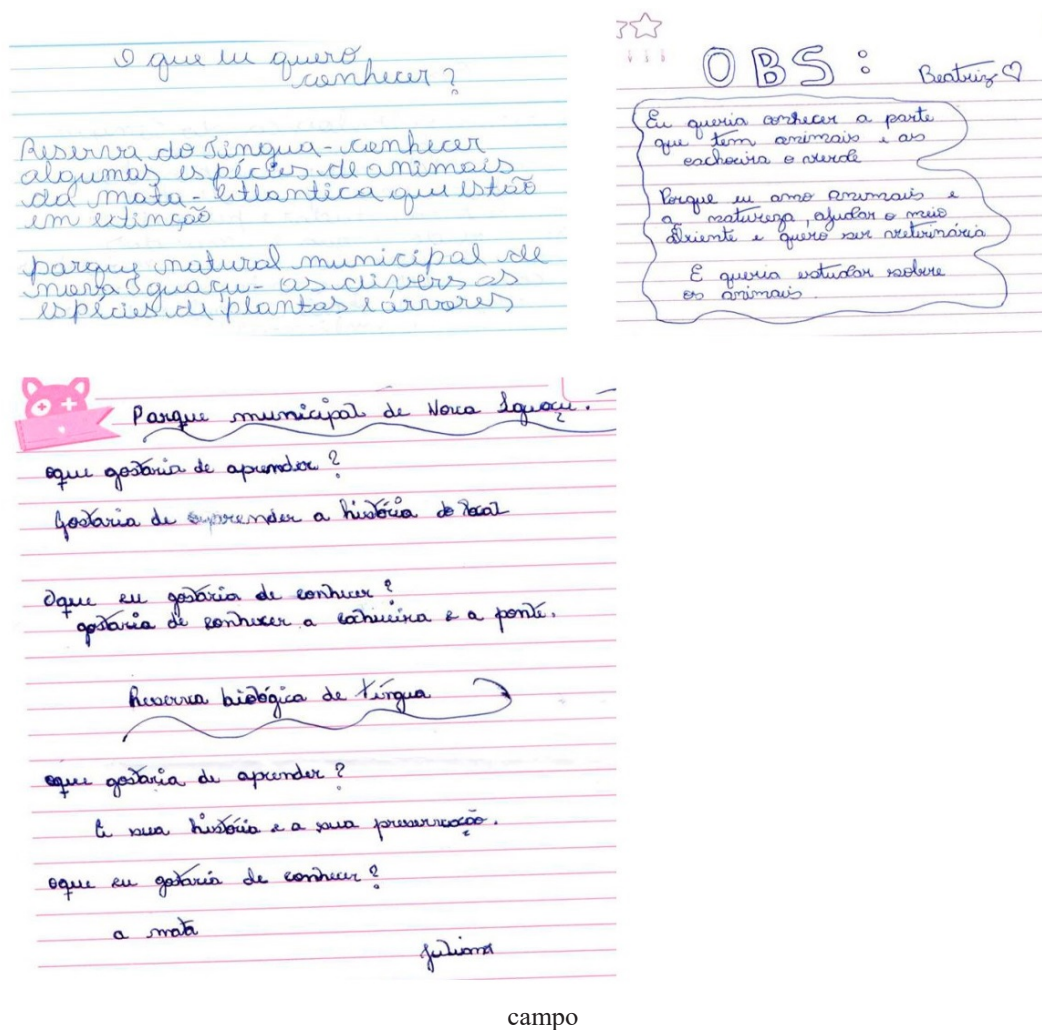 O que eu quero
conhecer?
Reserva do Tingua - conhecer
algumas espécies de animais
da mata - Atlantica que estão
em extinção
parque natural municipal de
nova Iguaçu - as diversas
espécies de plantas e árvores
OBS:
Beatriz ♡
Eu queria conhecer a parte
que tem animais e as
cachoeira e verde
Porque eu amo animais e
a natureza, ajudar o meio
Abiente e quero ser veterinária
E queria estudar sobre
os animais.
Parque municipal de Nova Iguaçu.
oque gostaria de aprender?
Gostaria de aprender a história do local
Oque eu gostaria de conhecer?
gostaria de conhecer a cachueira e a ponte.
Reserva biológica de tingua
oque gostaria de aprender?
A sua história e a sua preservação.
oque eu gostaria de conhecer?
a mata
Juliana
campo